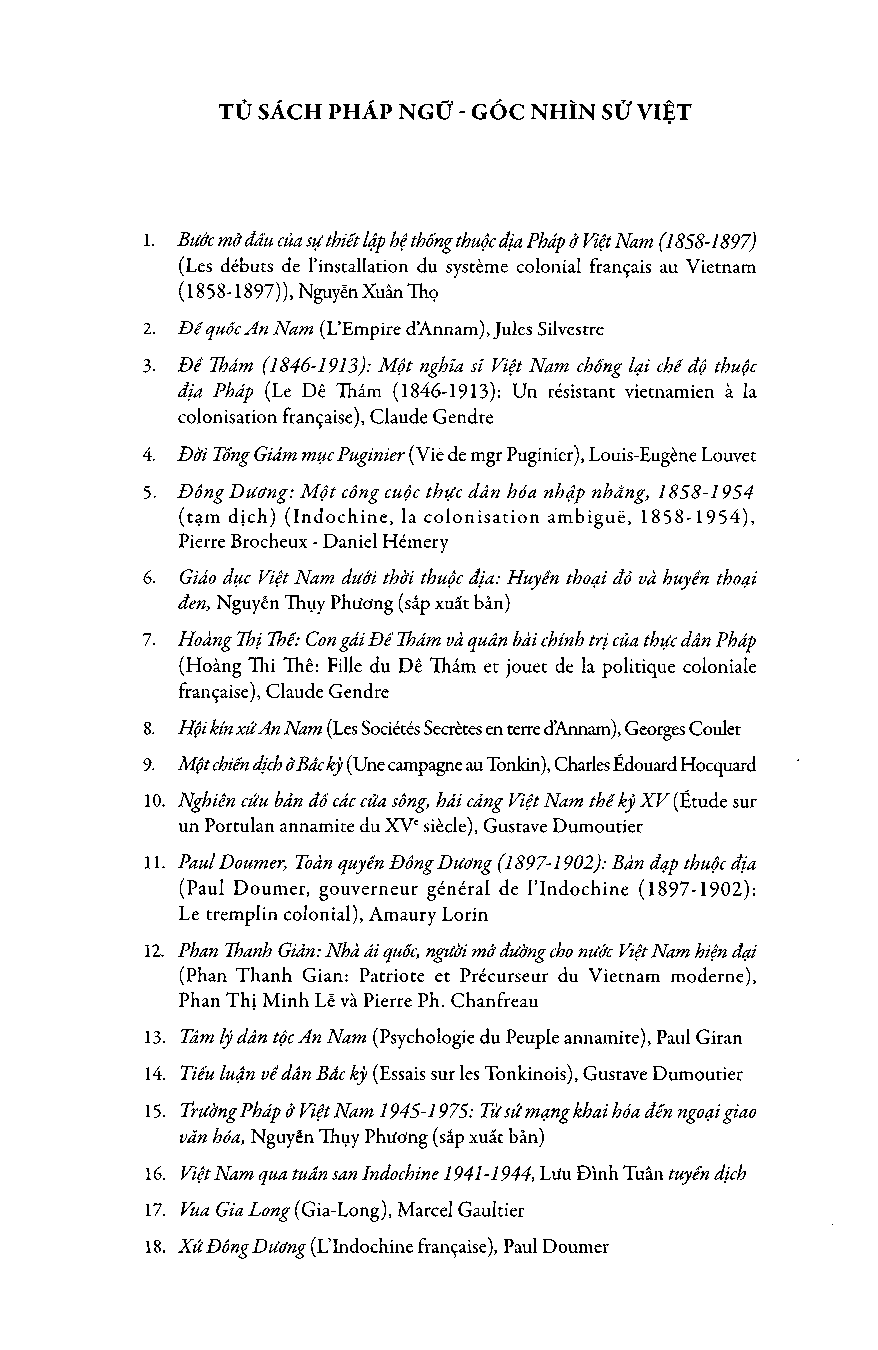 TỦ SÁCH PHÁP NGỮ - GÓC NHÌN SỬ VIỆT
1. Bước mở đầu của sự thiết lập hệ thống thuộc địa Pháp ở Việt Nam (1858-1897)
(Les débuts de l’installation du système colonial français au Vietnam
(1858-1897)), Nguyễn Xuân Thọ
2. Đế quốc An Nam (L’Empire d’Annam), Jules Silvestre
3. Đề Thám (1846-1913): Một nghĩa sĩ Việt Nam chống lại chế độ thuộc
địa Pháp (Le Dê Thám (1846-1913): Un résistant vietnamien à la
colonisation française), Claude Gendre
4. Đời Tổng Giám mục Puginier (Vie de mgr Puginier), Louis-Eugène Louvet
5. Đông Dương: Một công cuộc thực dân hóa nhập nhằng, 1858-1954
(tạm dịch) (Indochine, la colonisation ambiguë, 1858-1954),
Pierre Brocheux - Daniel Hémery
6. Giáo dục Việt Nam dưới thời thuộc địa: Huyền thoại đỏ và huyền thoại
đen, Nguyễn Thụy Phương (sắp xuất bản)
7. Hoàng Thị Thế: Con gái Đề Thám và quân bài chính trị của thực dân Pháp
(Hoàng Thi Thê: Fille du Dê Thám et jouet de la politique coloniale
française), Claude Gendre
8. Hội kín xứ An Nam (Les Sociétés Secrètes en terre d’Annam), Georges Coulet
9. Một chiến dịch ở Bắc kỳ (Une campagne au Tonkin), Charles Édouard Hocquard
10. Nghiên cứu bản đồ các cửa sông, hải cảng Việt Nam thế kỷ XV (Étude sur
un Portulan annamite du XVᵉ siècle), Gustave Dumoutier
11. Paul Doumer, Toàn quyền Đông Dương (1897-1902): Bàn đạp thuộc địa
(Paul Doumer, gouverneur général de l’Indochine (1897-1902):
Le tremplin colonial), Amaury Lorin
12. Phan Thanh Giản: Nhà ái quốc, người mở đường cho nước Việt Nam hiện đại
(Phan Thanh Gian: Patriote et Précurseur du Vietnam moderne),
Phan Thị Minh Lễ và Pierre Ph. Chanfreau
13. Tâm lý dân tộc An Nam (Psychologie du Peuple annamite), Paul Giran
14. Tiểu luận về dân Bắc kỳ (Essais sur les Tonkinois), Gustave Dumoutier
15. Trường Pháp ở Việt Nam 1945-1975: Từ sứ mạng khai hóa đến ngoại giao
văn hóa, Nguyễn Thụy Phương (sắp xuất bản)
16. Việt Nam qua tuần san Indochine 1941-1944, Lưu Đình Tuân tuyển dịch
17. Vua Gia Long (Gia-Long), Marcel Gaultier
18. Xứ Đông Dương (L’Indochine française), Paul Doumer